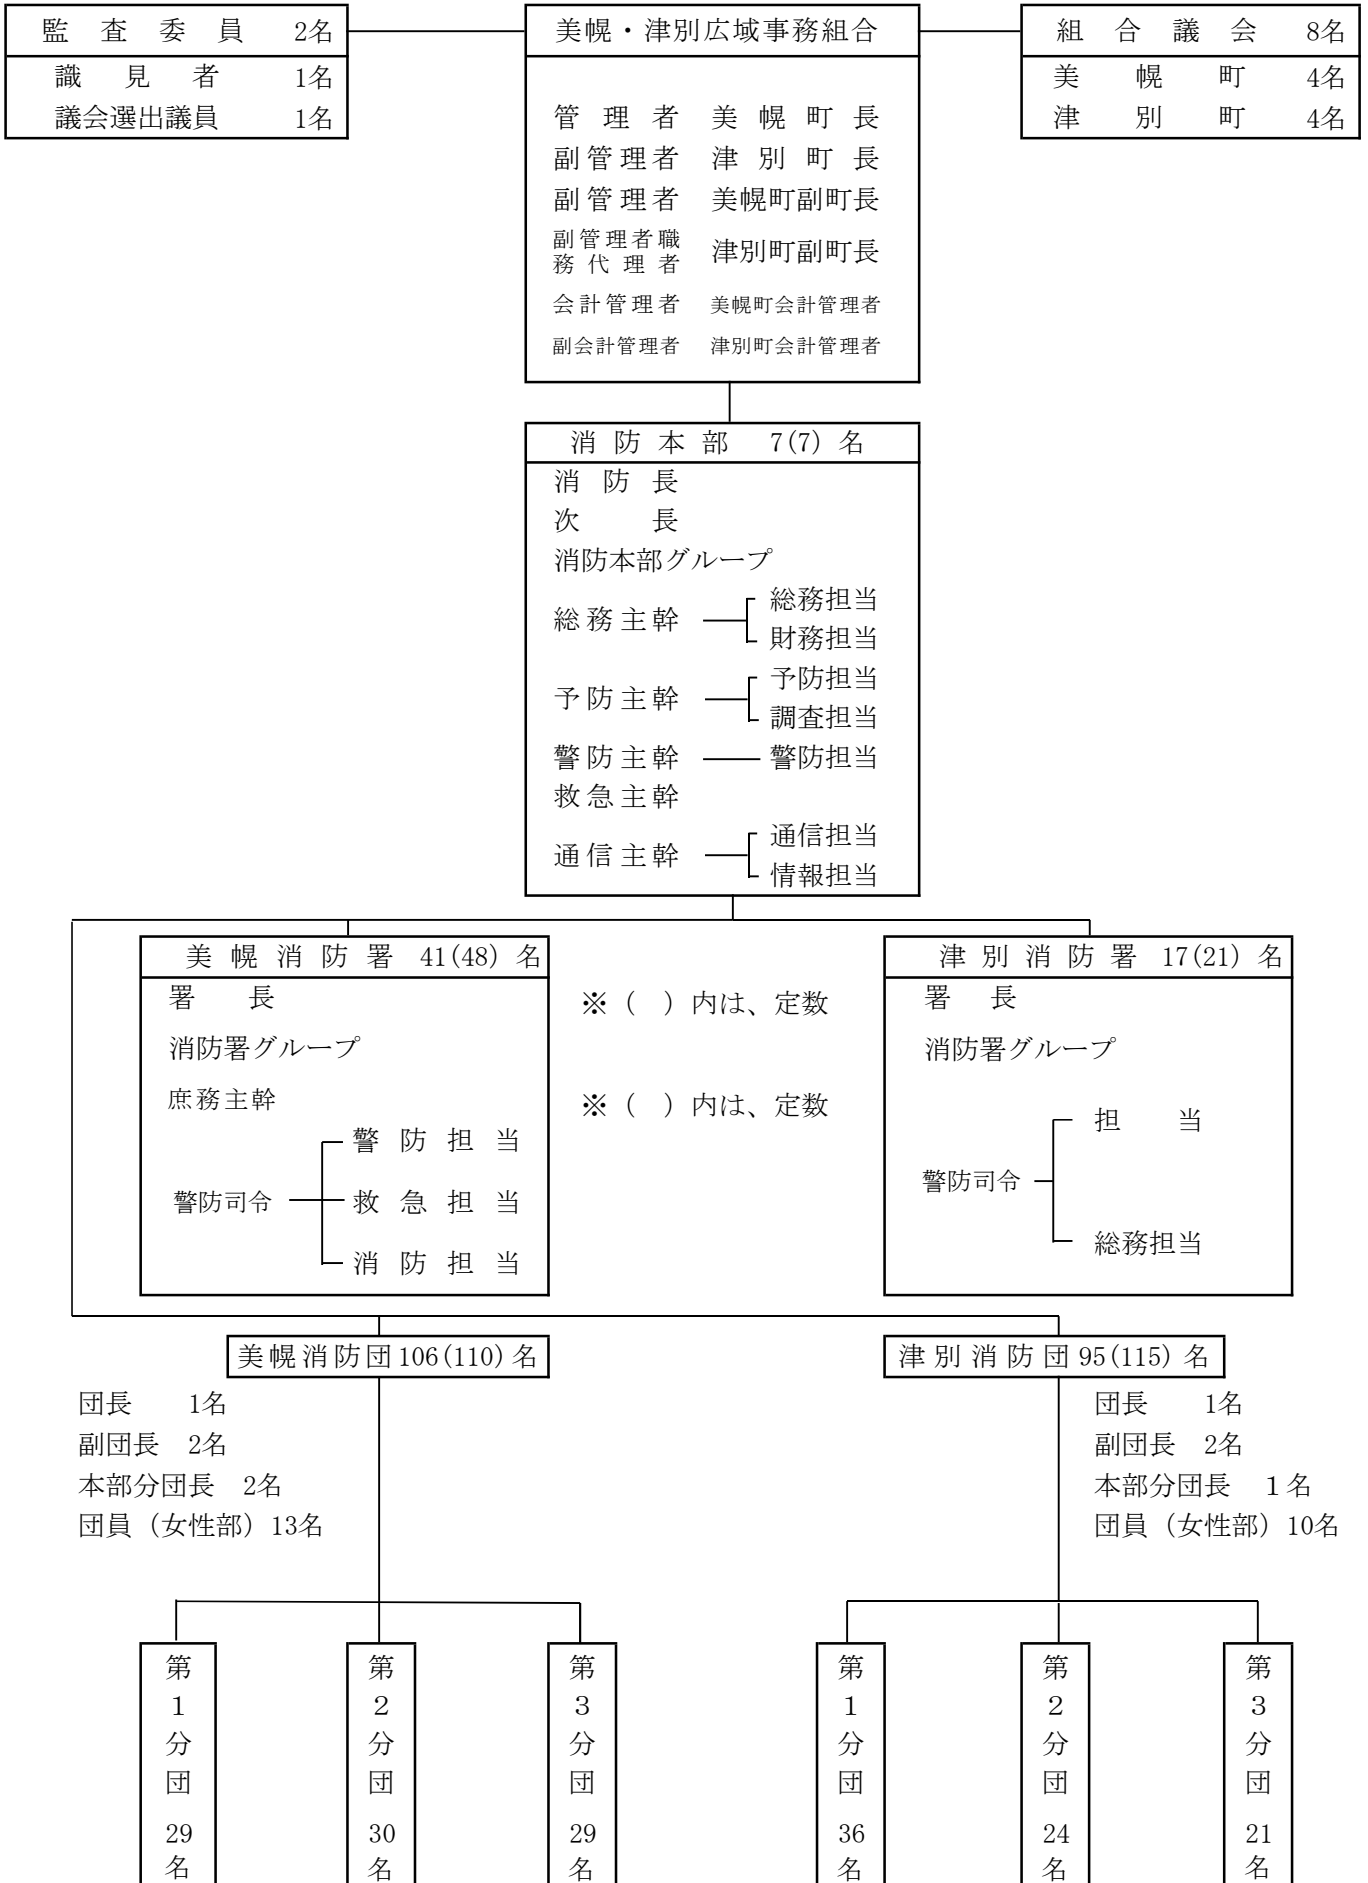 監査委員 2名
識見者 1名
議会選出議員 1名
美幌・津別広域事務組合
管理者 美幌町長
副管理者 津別町長
副管理者 美幌町副町長
副管理者職
務代理者 津別町副町長
会計管理者 美幌町会計管理者
副会計管理者 津別町会計管理者
組合議会 8名
美幌町 4名
津別町 4名
消防本部 7(7)名
消防長
次長
消防本部グループ
総務主幹
総務担当
財務担当
予防主幹
予防担当
調査担当
警防主幹 警防担当
救急主幹
通信主幹
通信担当
情報担当
美幌消防署 41(48)名
署長
消防署グループ
庶務主幹
警防司令
警防担当
救急担当
消防担当
※( )内は、定数
※( )内は、定数
津別消防署 17(21)名
署長
消防署グループ
警防司令
担当
総務担当
美幌消防団106(110)名
団長 1名
副団長 2名
本部分団長 2名
団員(女性部)13名
第1分団 29名
第2分団 30名
第3分団 29名
津別消防団95(115)名
団長 1名
副団長 2名
本部分団長 1名
団員(女性部)10名
第1分団 36名
第2分団 24名
第3分団 21名